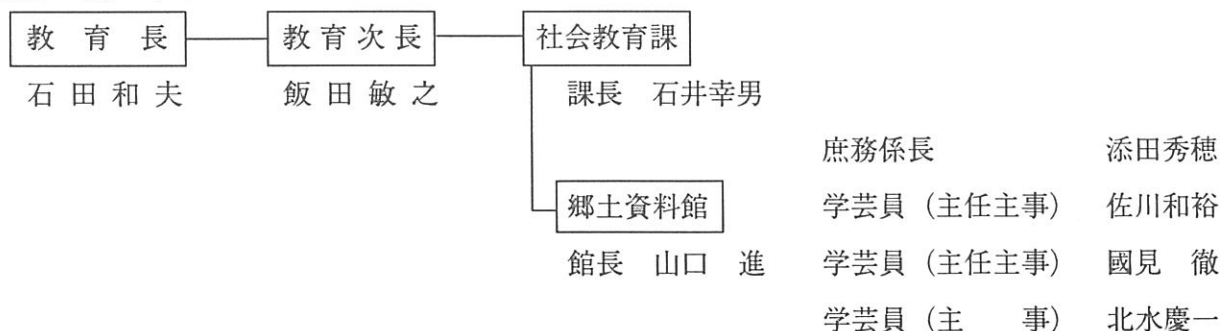 教育長 教育次長 社会教育課
石田和夫 飯田敏之 課長 石井幸男
庶務係長 添田秀穂
郷土資料館 学芸員（主任主事） 佐川和裕
館長 山口 進 学芸員（主任主事） 國見 徹
学芸員（主 事） 北水慶一